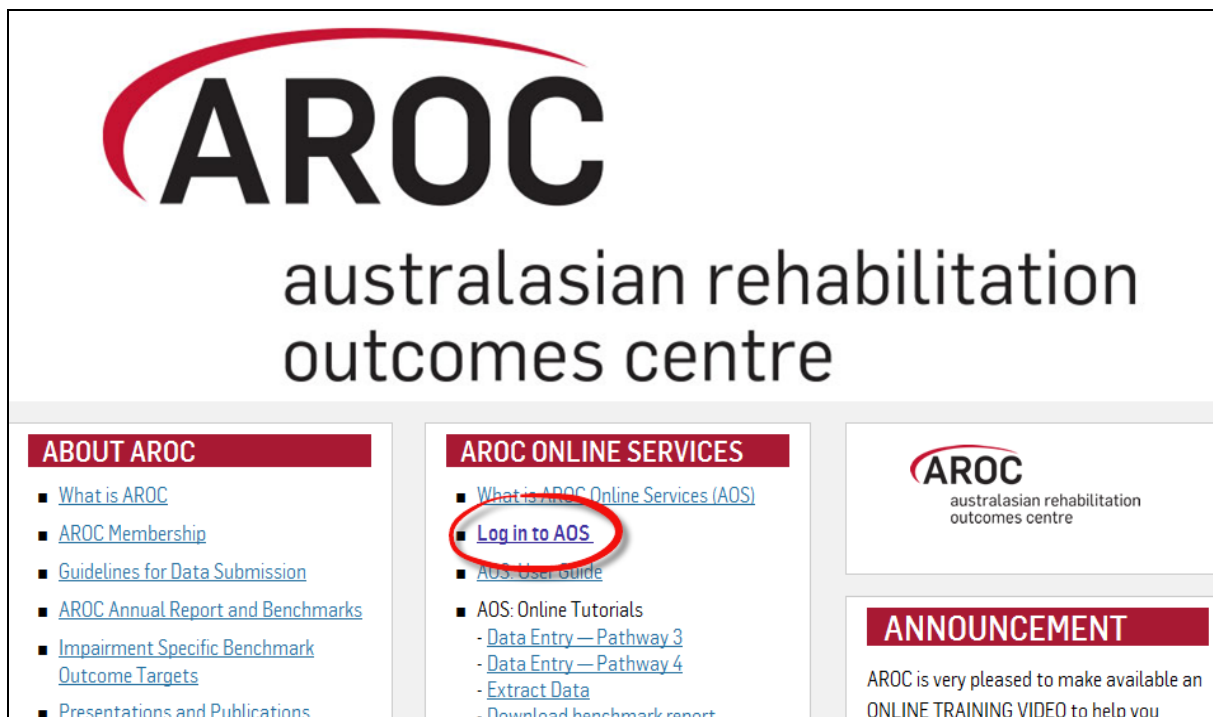 AROC
australasian rehabilitation
outcomes centre
ABOUT AROC
■ What is AROC
■ AROC Membership
■ Guidelines for Data Submission
■ AROC Annual Report and Benchmarks
■ Impairment Specific Benchmark
Outcome Targets
■ Presentations and Publications
AROC ONLINE SERVICES
■ What is AROC Online Services (AOS)
■ Log in to AOS
■ AOS: User Guide
■ AOS: Online Tutorials
- Data Entry — Pathway 3
- Data Entry — Pathway 4
- Extract Data
- Download benchmark report
AROC
australasian rehabilitation
outcomes centre
ANNOUNCEMENT
AROC is very pleased to make available an
ONLINE TRAINING VIDEO to help you